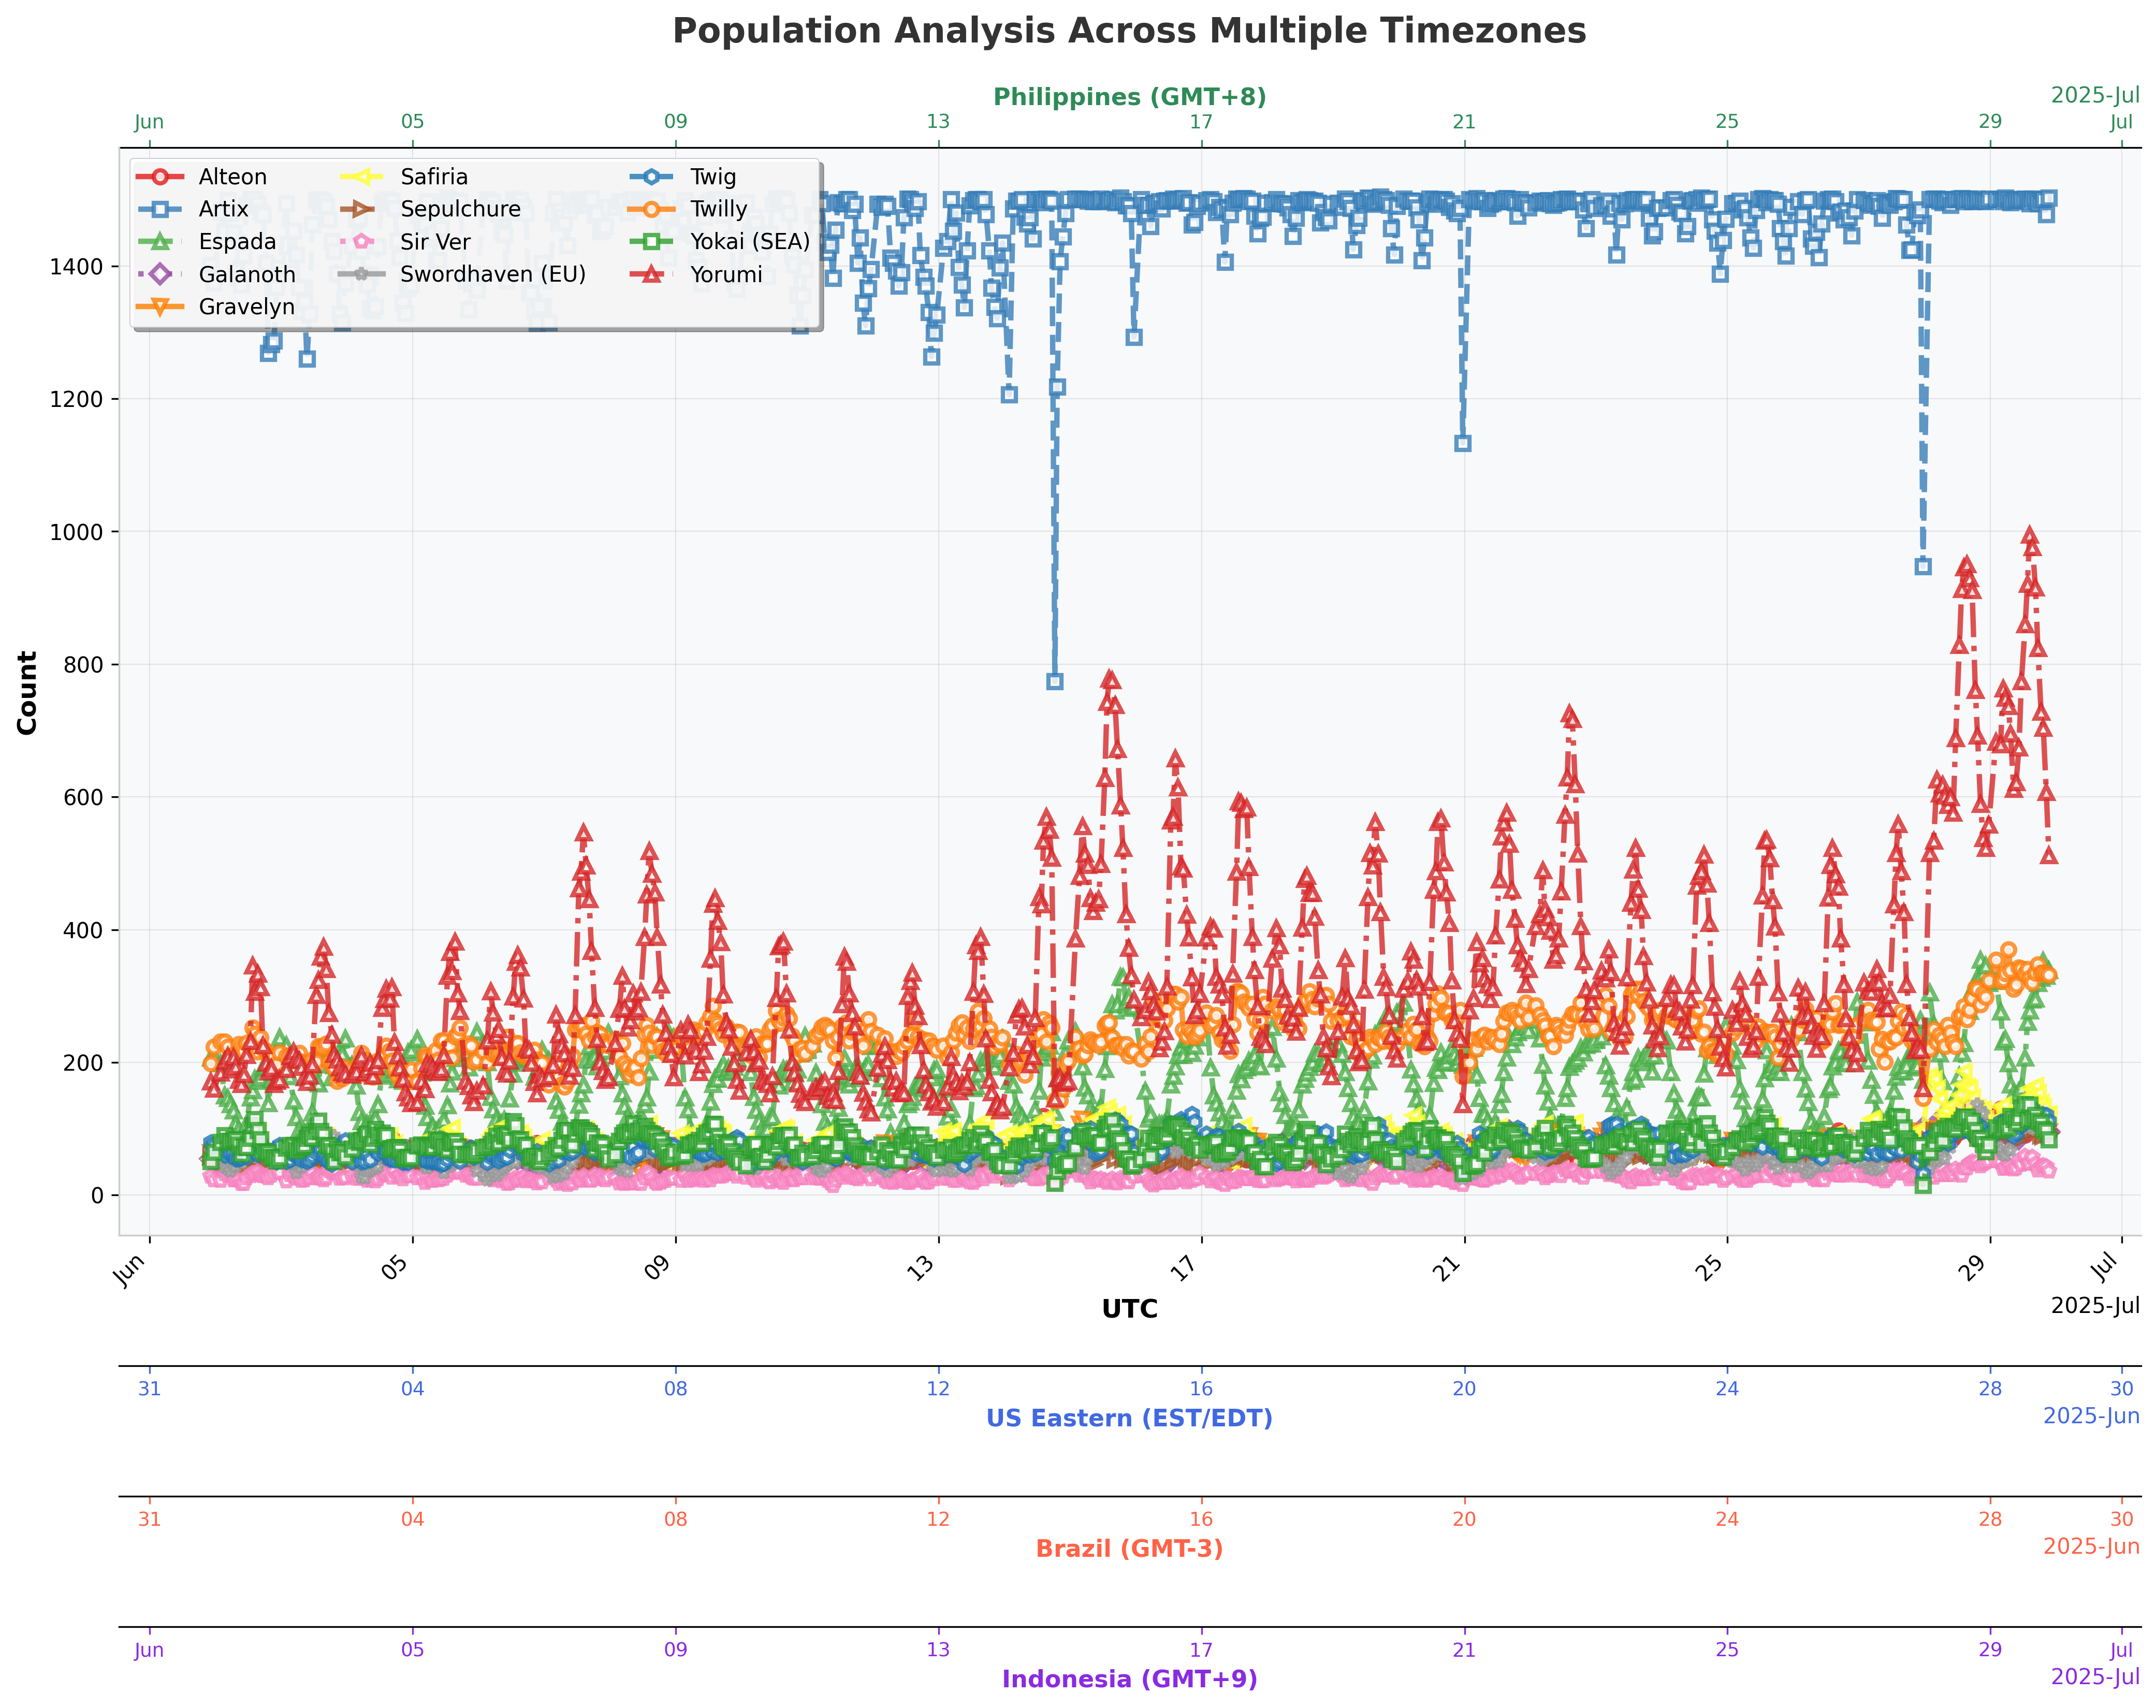 Population Analysis Across Multiple Timezones
Philippines (GMT+8)
2025-Jul
Jun 05 09 13 17 21 25 29 Jul
Alteon Safiria Twig
Artix Sepulchure Twilly
Espada Sir Ver Yokai (SEA)
Galanoth Swordhaven (EU) Yorumi
Gravelyn
Count
1400
1200
1000
800
600
400
200
0
Jun 05 09 13 17 21 25 29 Jul
UTC
2025-Jul
31 04 08 12 16 20 24 28 30
US Eastern (EST/EDT)
2025-Jun
31 04 08 12 16 20 24 28 30
Brazil (GMT-3)
2025-Jun
Jun 05 09 13 17 21 25 29 Jul
Indonesia (GMT+9)
2025-Jul